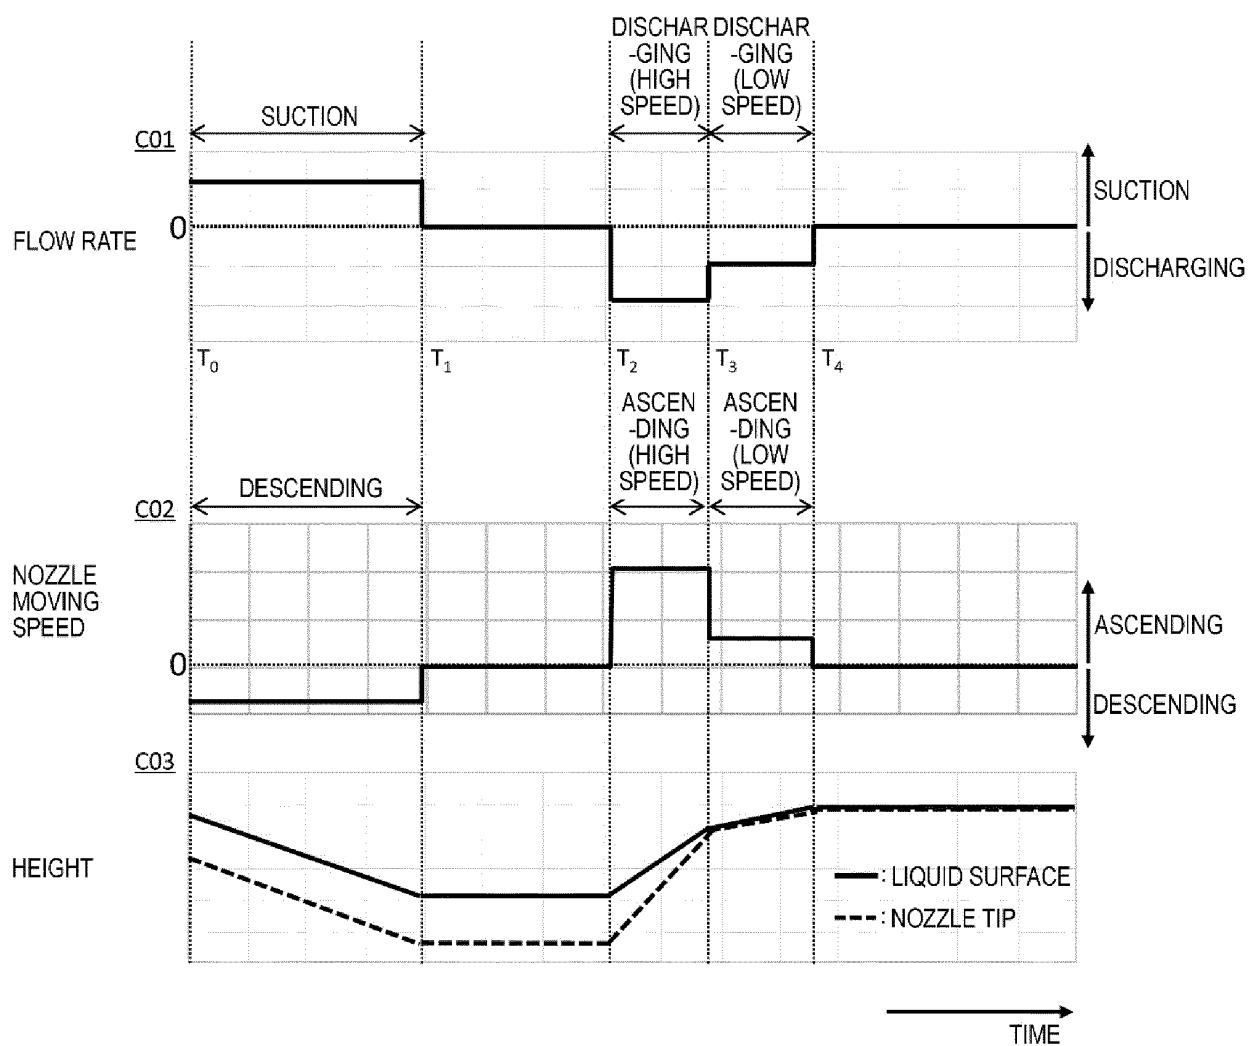 DISCHAR DISCHAR
-GING -GING
(HIGH (LOW
SPEED) SPEED)
SUCTION
C01
SUCTION
0
FLOW RATE
DISCHARGING
T0 T1 T2 T3 T4
ASCEN ASCEN
-DING -DING
(HIGH (LOW
SPEED) SPEED)
DESCENDING
C02
NOZZLE
MOVING
SPEED
ASCENDING
0
DESCENDING
C03
HEIGHT
: LIQUID SURFACE
: NOZZLE TIP
TIME